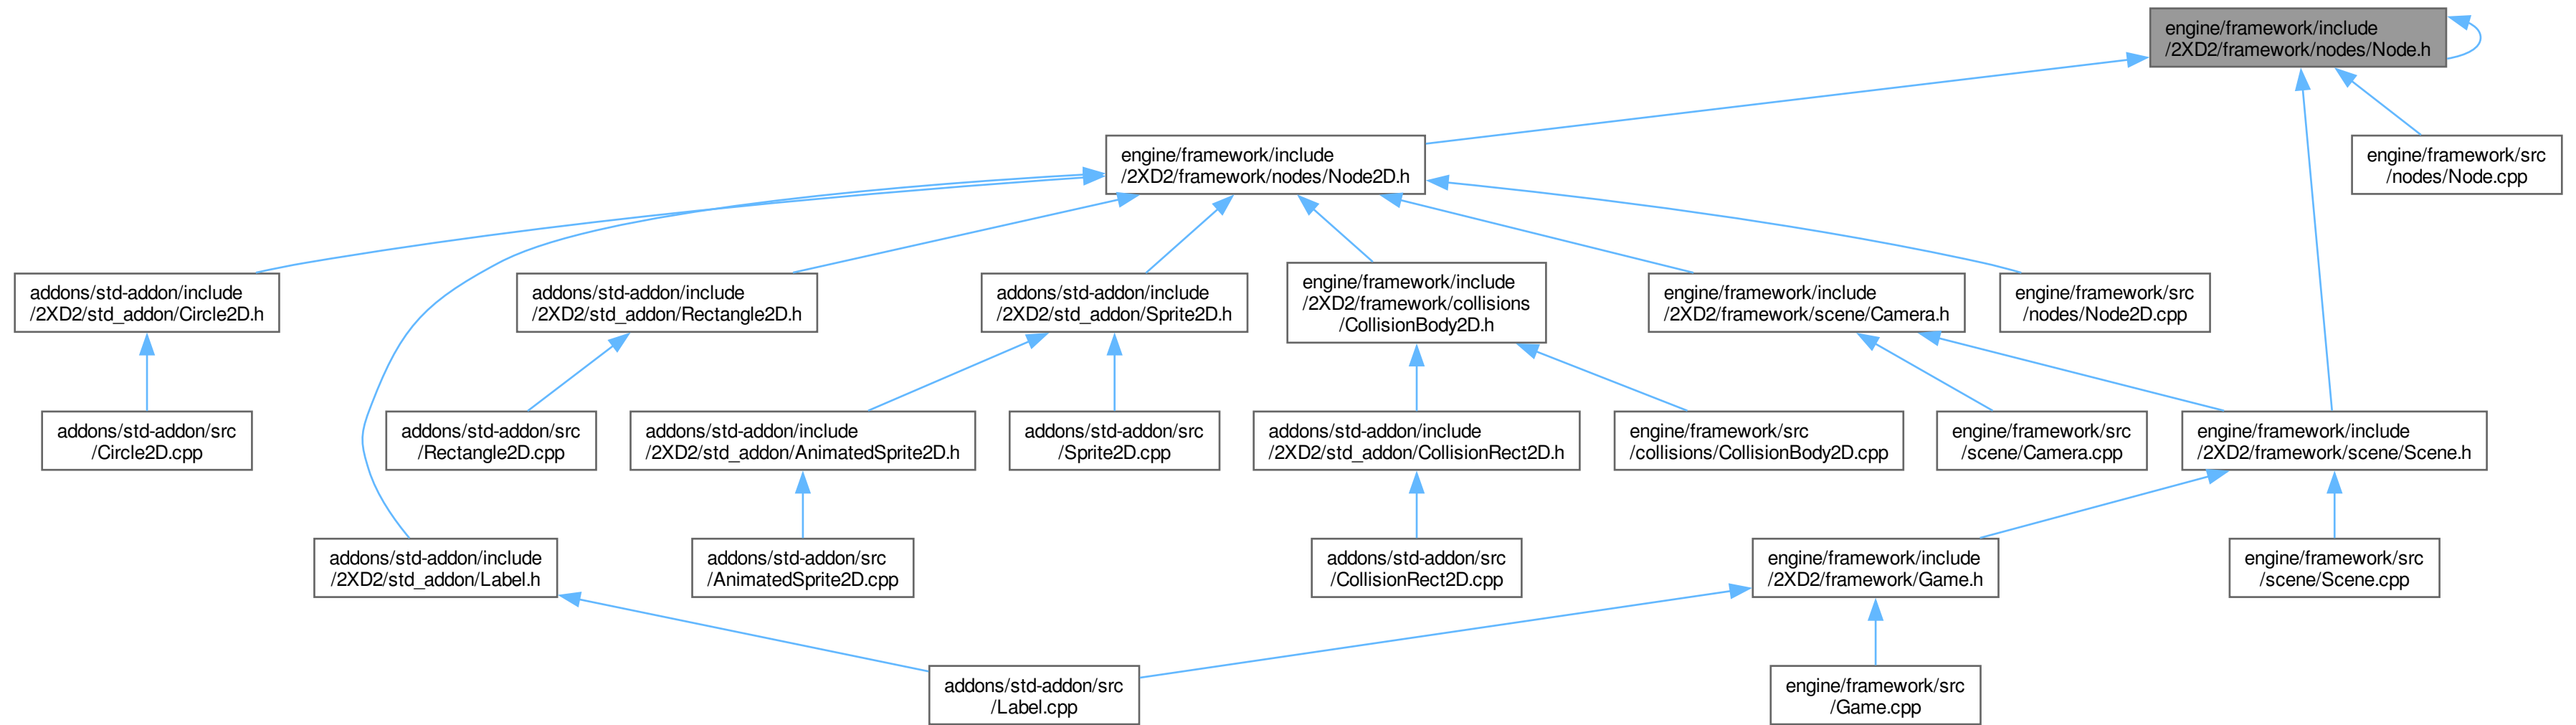 engine/framework/include
/2XD2/framework/nodes/Node.h
engine/framework/include
/2XD2/framework/nodes/Node2D.h
engine/framework/src
/nodes/Node.cpp
addons/std-addon/include
/2XD2/std_addon/Circle2D.h
addons/std-addon/include
/2XD2/std_addon/Rectangle2D.h
addons/std-addon/include
/2XD2/std_addon/Sprite2D.h
engine/framework/include
/2XD2/framework/collisions
/CollisionBody2D.h
engine/framework/include
/2XD2/framework/scene/Camera.h
engine/framework/src
/nodes/Node2D.cpp
addons/std-addon/src
/Circle2D.cpp
addons/std-addon/src
/Rectangle2D.cpp
addons/std-addon/include
/2XD2/std_addon/AnimatedSprite2D.h
addons/std-addon/src
/Sprite2D.cpp
addons/std-addon/include
/2XD2/std_addon/CollisionRect2D.h
engine/framework/src
/collisions/CollisionBody2D.cpp
engine/framework/src
/scene/Camera.cpp
engine/framework/include
/2XD2/framework/scene/Scene.h
addons/std-addon/include
/2XD2/std_addon/Label.h
addons/std-addon/src
/AnimatedSprite2D.cpp
addons/std-addon/src
/CollisionRect2D.cpp
engine/framework/include
/2XD2/framework/Game.h
engine/framework/src
/scene/Scene.cpp
addons/std-addon/src
/Label.cpp
engine/framework/src
/Game.cpp